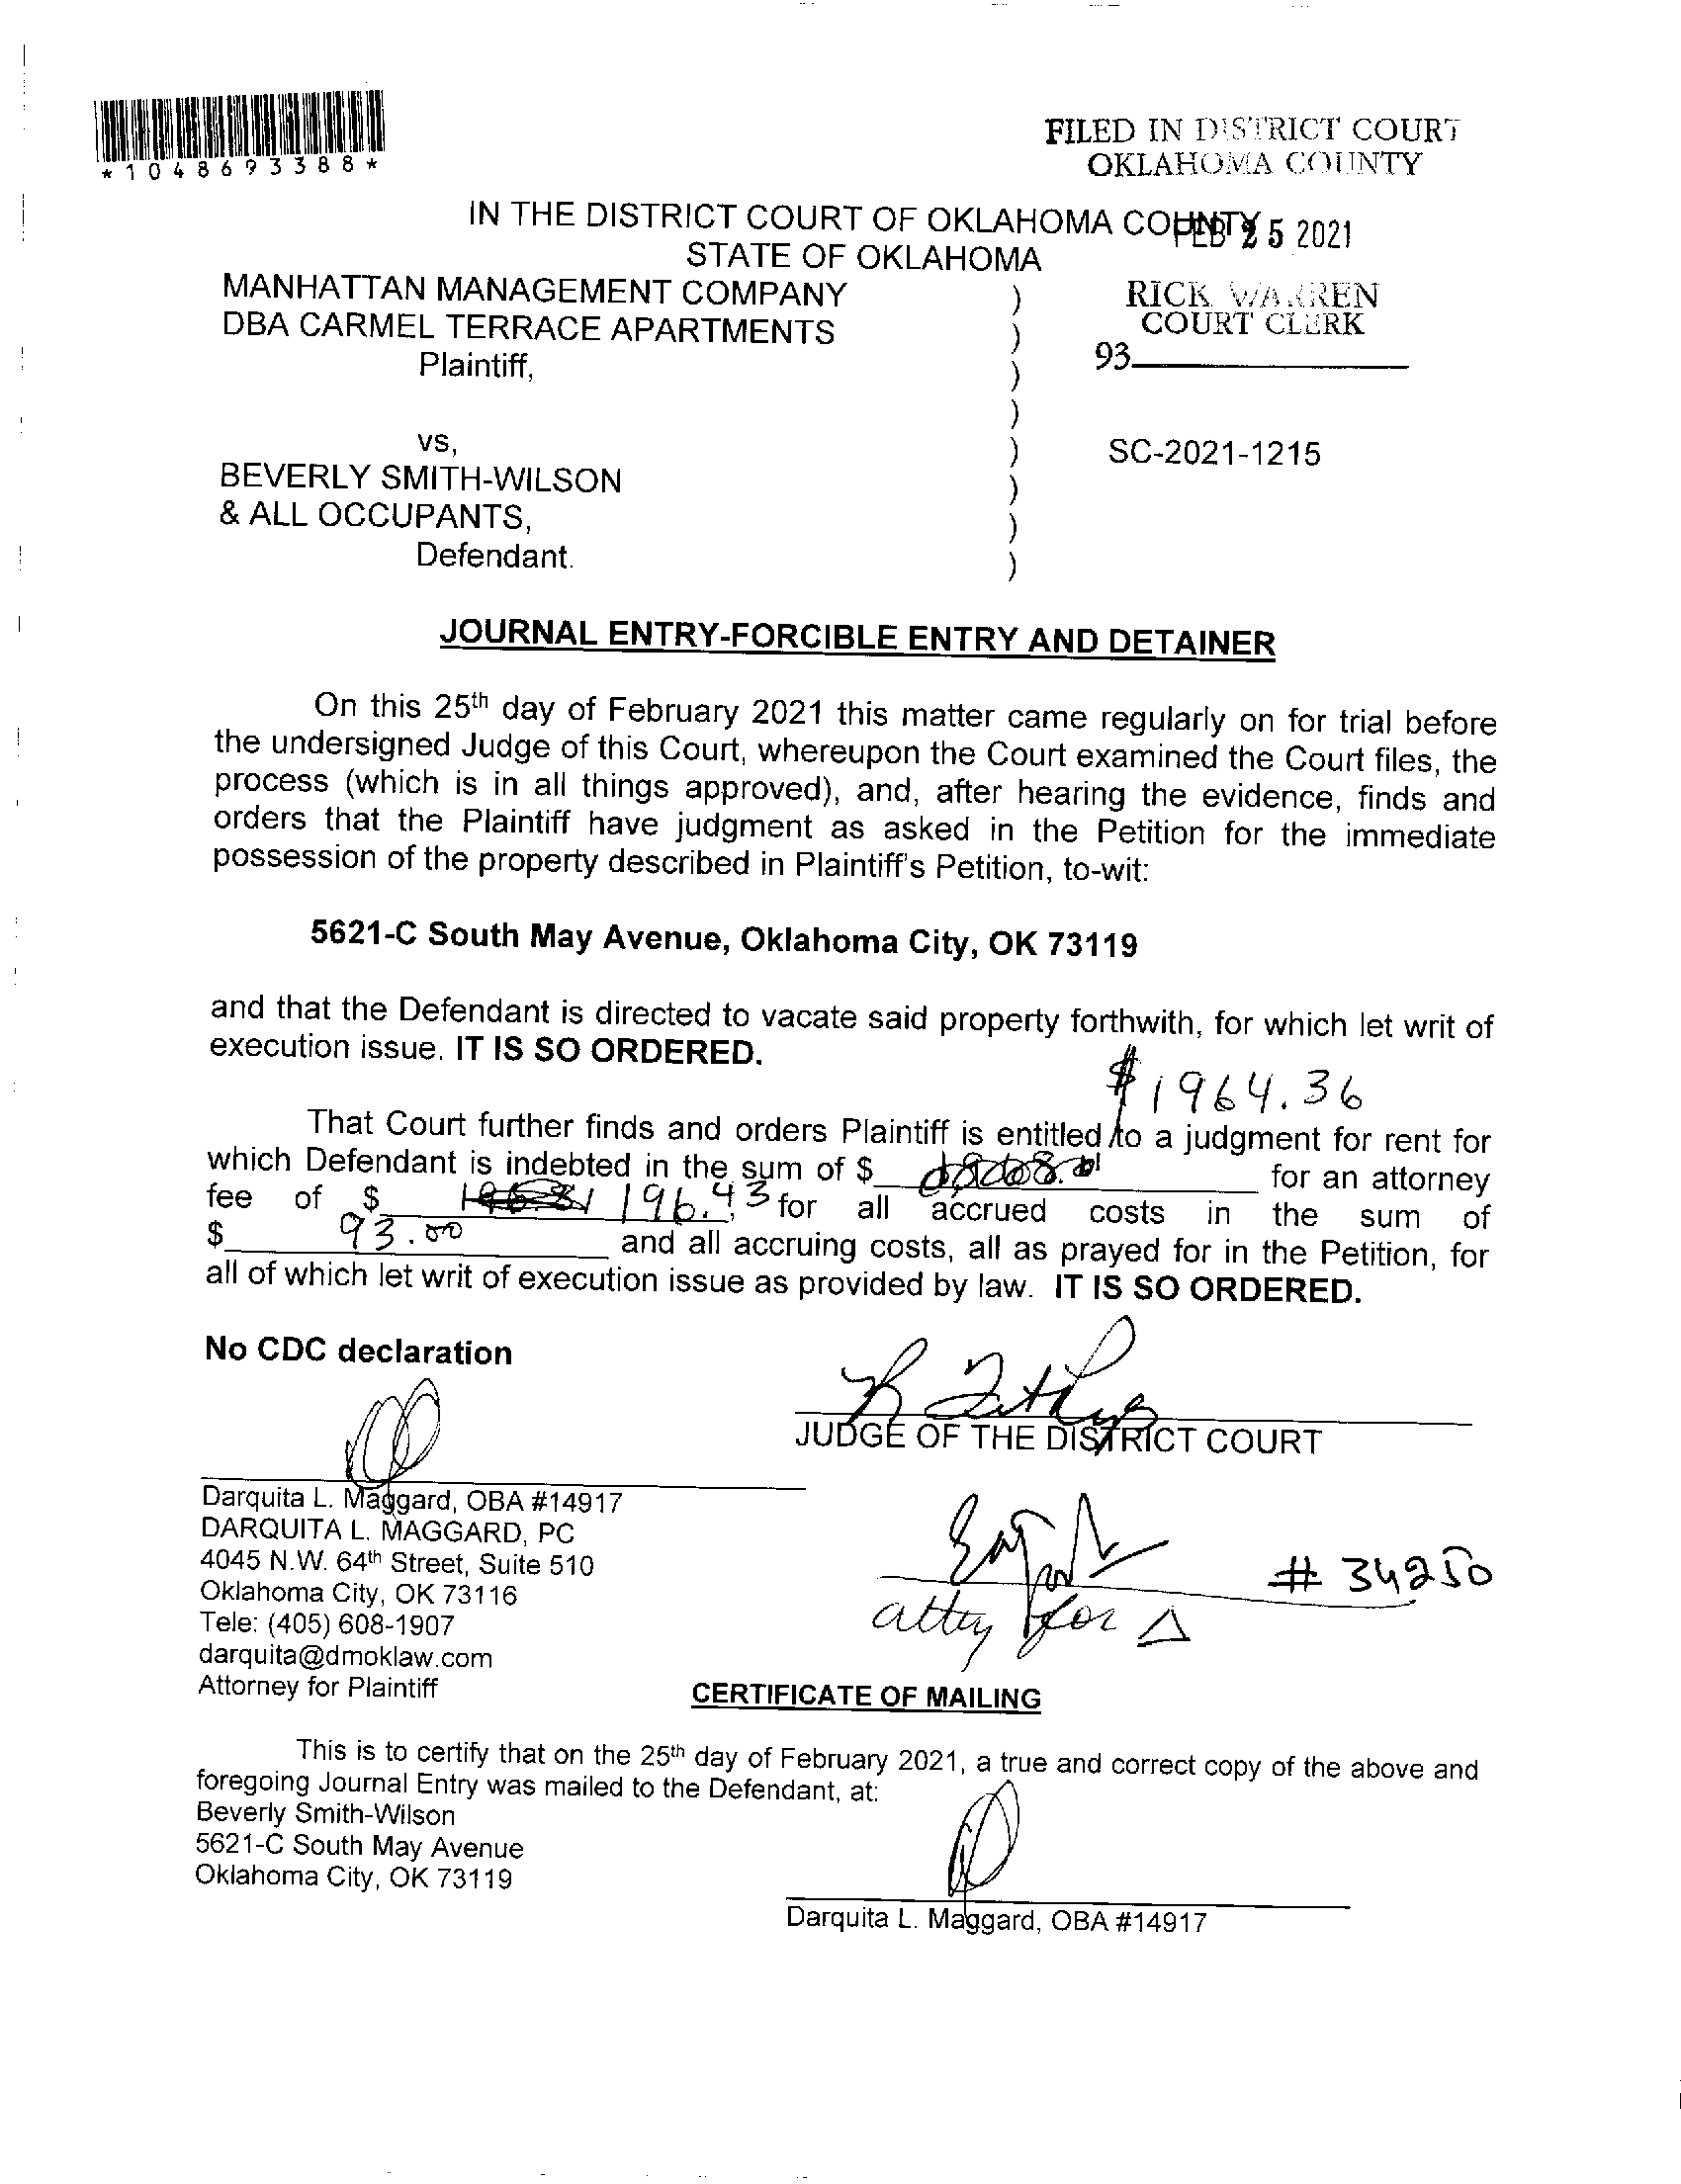 *1048693388*
FILED IN DISTRICT COURT
OKLAHOMA COUNTY
IN THE DISTRICT COURT OF OKLAHOMA COUNTY
FEB 25 2021
STATE OF OKLAHOMA
MANHATTAN MANAGEMENT COMPANY )
DBA CARMEL TERRACE APARTMENTS )
Plaintiff, )
)
RICK WARREN
COURT CLERK
93
vs, )
SC-2021-1215
BEVERLY SMITH-WILSON )
& ALL OCCUPANTS, )
Defendant. )
JOURNAL ENTRY-FORCIBLE ENTRY AND DETAINER
On this 25th day of February 2021 this matter came regularly on for trial before
the undersigned Judge of this Court, whereupon the Court examined the Court files, the
process (which is in all things approved), and, after hearing the evidence, finds and
orders that the Plaintiff have judgment as asked in the Petition for the immediate
possession of the property described in Plaintiff's Petition, to-wit:
5621-C South May Avenue, Oklahoma City, OK 73119
and that the Defendant is directed to vacate said property forthwith, for which let writ of
execution issue. IT IS SO ORDERED.
$1964.36
That Court further finds and orders Plaintiff is entitled to a judgment for rent for
which Defendant is indebted in the sum of $ for an attorney
fee of $ 196.43 for all accrued costs in the sum of
$ 93.00 and all accruing costs, all as prayed for in the Petition, for
all of which let writ of execution issue as provided by law. IT IS SO ORDERED.
No CDC declaration
JUDGE OF THE DISTRICT COURT
Darquita L. Maggard, OBA #14917
DARQUITA L. MAGGARD, PC
4045 N.W. 64th Street, Suite 510
Oklahoma City, OK 73116
Tele: (405) 608-1907
darquita@dmoklaw.com
Attorney for Plaintiff
# 34250
atty for Δ
CERTIFICATE OF MAILING
This is to certify that on the 25th day of February 2021, a true and correct copy of the above and
foregoing Journal Entry was mailed to the Defendant, at:
Beverly Smith-Wilson
5621-C South May Avenue
Oklahoma City, OK 73119
Darquita L. Maggard, OBA #14917